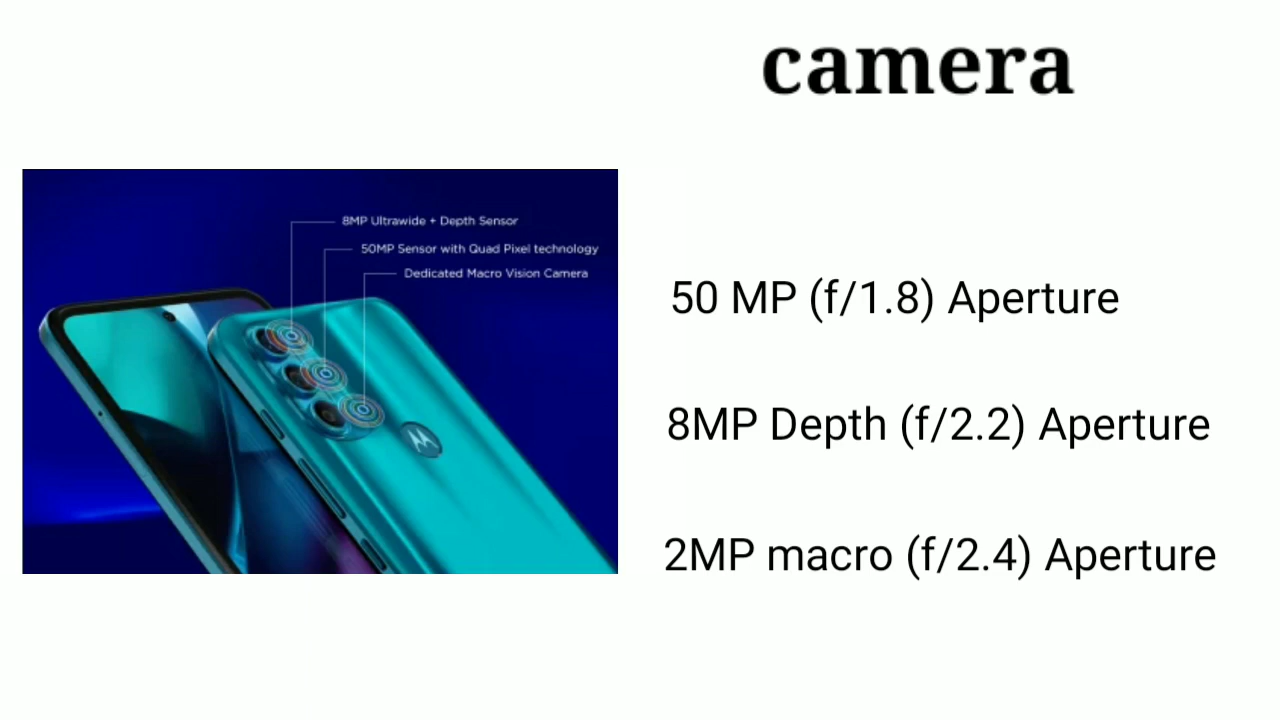 camera
8MP Ultrawide + Depth Sensor
50MP Sensor with Quad Pixel technology
Dedicated Macro Vision Camera
50 MP (f/1.8) Aperture
8MP Depth (f/2.2) Aperture
2MP macro (f/2.4) Aperture